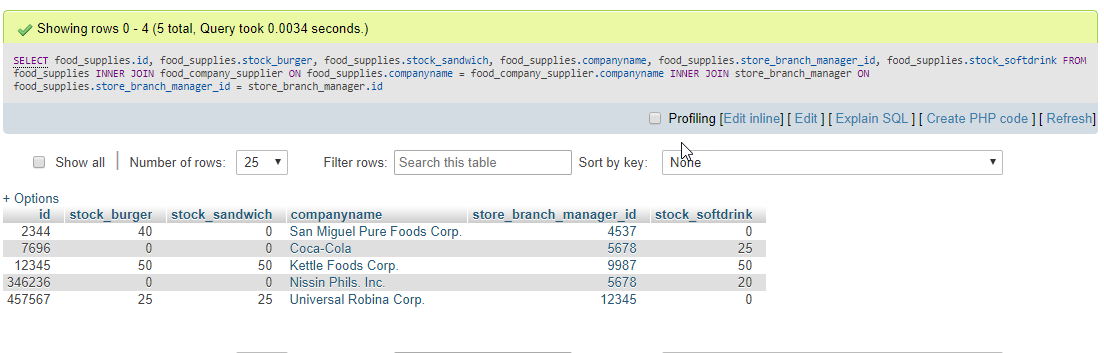 Showing rows 0 - 4 (5 total, Query took 0.0034 seconds.)
SELECT food_supplies.id, food_supplies.stock_burger, food_supplies.stock_sandwich, food_supplies.companyname, food_supplies.store_branch_manager_id, food_supplies.stock_softdrink FROM
food_supplies INNER JOIN food_company_supplier ON food_supplies.companyname = food_company_supplier.companyname INNER JOIN store_branch_manager ON
food_supplies.store_branch_manager_id = store_branch_manager.id
Profiling [Edit inline] [ Edit ] [ Explain SQL ] [ Create PHP code ] [ Refresh]
Show all Number of rows: 25 Filter rows: Search this table Sort by key: None
+ Options
id stock_burger stock_sandwich companyname store_branch_manager_id stock_softdrink
2344 40 0 San Miguel Pure Foods Corp. 4537 0
7696 0 0 Coca-Cola 5678 25
12345 50 50 Kettle Foods Corp. 9987 50
346236 0 0 Nissin Phils. Inc. 5678 20
457567 25 25 Universal Robina Corp. 12345 0